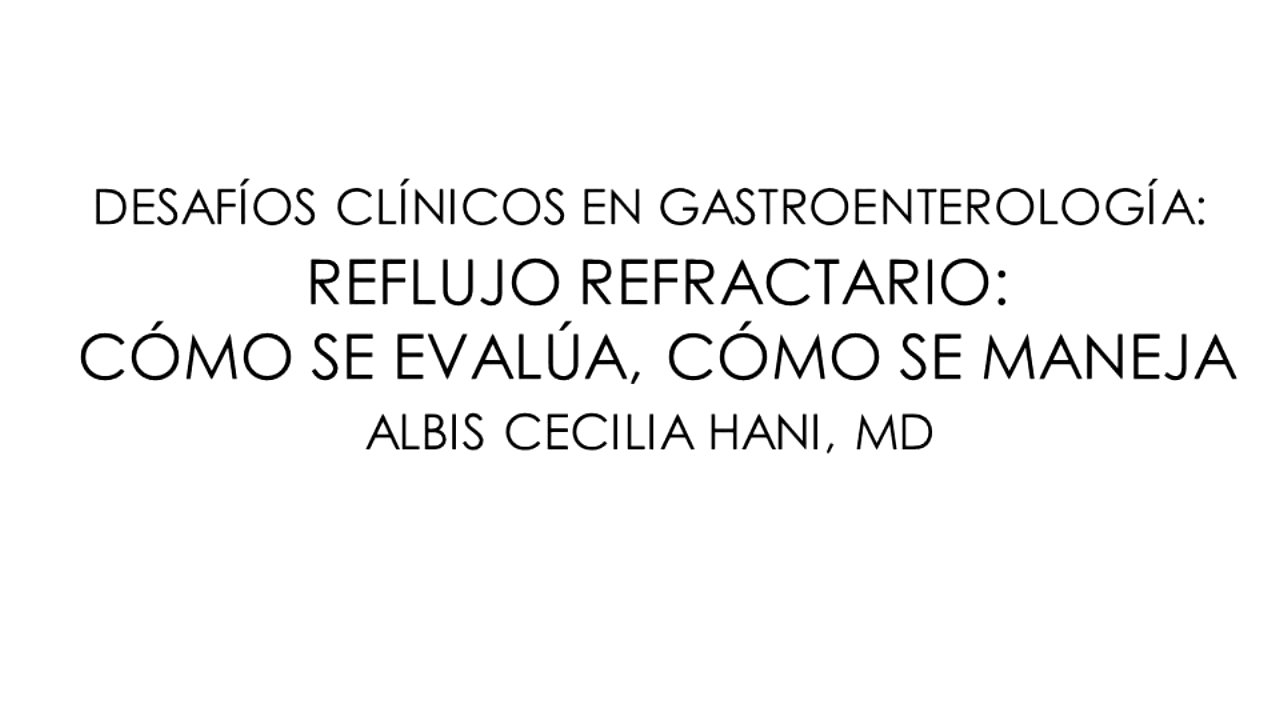 DESAFÍOS CLÍNICOS EN GASTROENTEROLOGÍA:
REFLUJO REFRACTARIO:
CÓMO SE EVALÚA, CÓMO SE MANEJA
ALBIS CECILIA HANI, MD